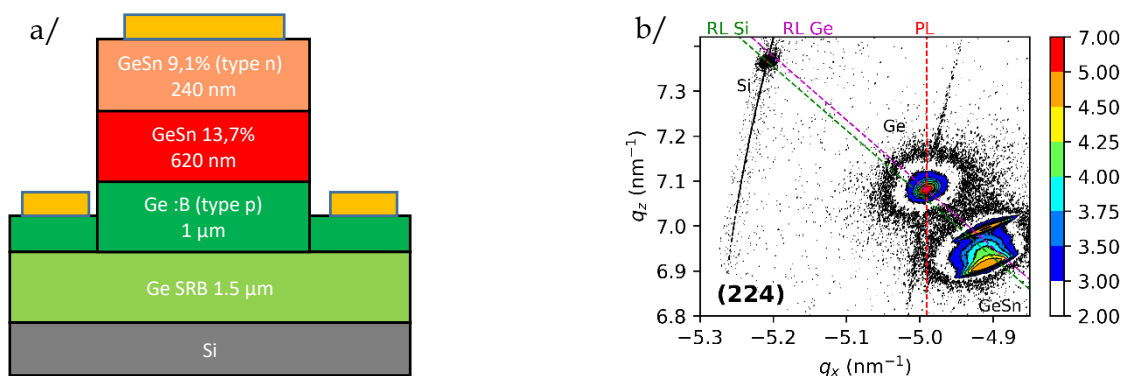 a/
GeSn 9,1% (type n)
240 nm
GeSn 13,7%
620 nm
Ge :B (type p)
1 µm
Ge SRB 1.5 µm
Si
b/
RL Si
RL Ge
PL
Si
Ge
GeSn
(224)
7.3
7.2
7.1
7.0
6.9
6.8
q_z (nm⁻¹)
−5.3
−5.2
−5.1
−5.0
−4.9
q_x (nm⁻¹)
7.00
5.00
4.50
4.25
4.00
3.75
3.50
3.00
2.00